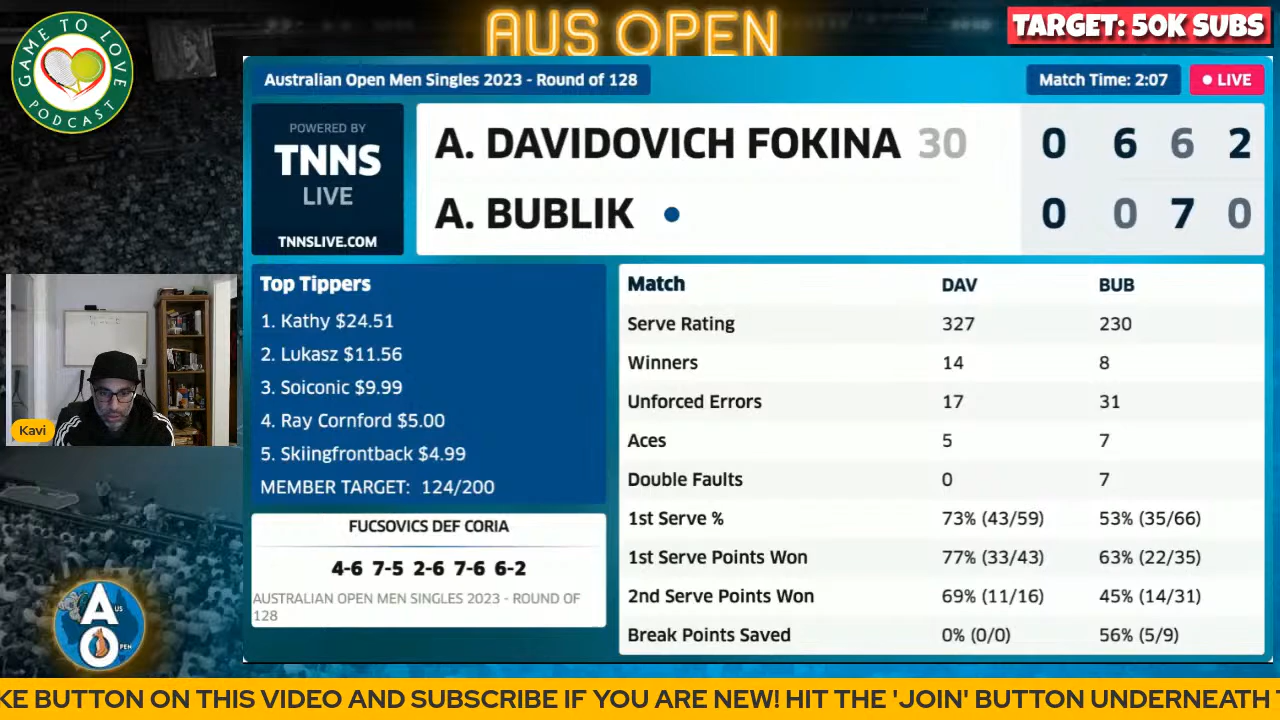 AUS OPEN
TARGET: 50K SUBS
GAME TO LOVE
PODCAST
Australian Open Men Singles 2023 - Round of 128
Match Time: 2:07
LIVE
POWERED BY
TNNS
LIVE
TNNSLIVE.COM
A. DAVIDOVICH FOKINA 30 0 6 6 2
A. BUBLIK 0 0 7 0
Top Tippers
1. Kathy $24.51
2. Lukasz $11.56
3. Soiconic $9.99
4. Ray Cornford $5.00
5. Skiingfrontback $4.99
MEMBER TARGET: 124/200
FUCSOVICS DEF CORIA
4-6 7-5 2-6 7-6 6-2
AUSTRALIAN OPEN MEN SINGLES 2023 - ROUND OF
128
Match DAV BUB
Serve Rating 327 230
Winners 14 8
Unforced Errors 17 31
Aces 5 7
Double Faults 0 7
1st Serve % 73% (43/59) 53% (35/66)
1st Serve Points Won 77% (33/43) 63% (22/35)
2nd Serve Points Won 69% (11/16) 45% (14/31)
Break Points Saved 0% (0/0) 56% (5/9)
Kavi
AUS
OPEN
KE BUTTON ON THIS VIDEO AND SUBSCRIBE IF YOU ARE NEW! HIT THE 'JOIN' BUTTON UNDERNEATH